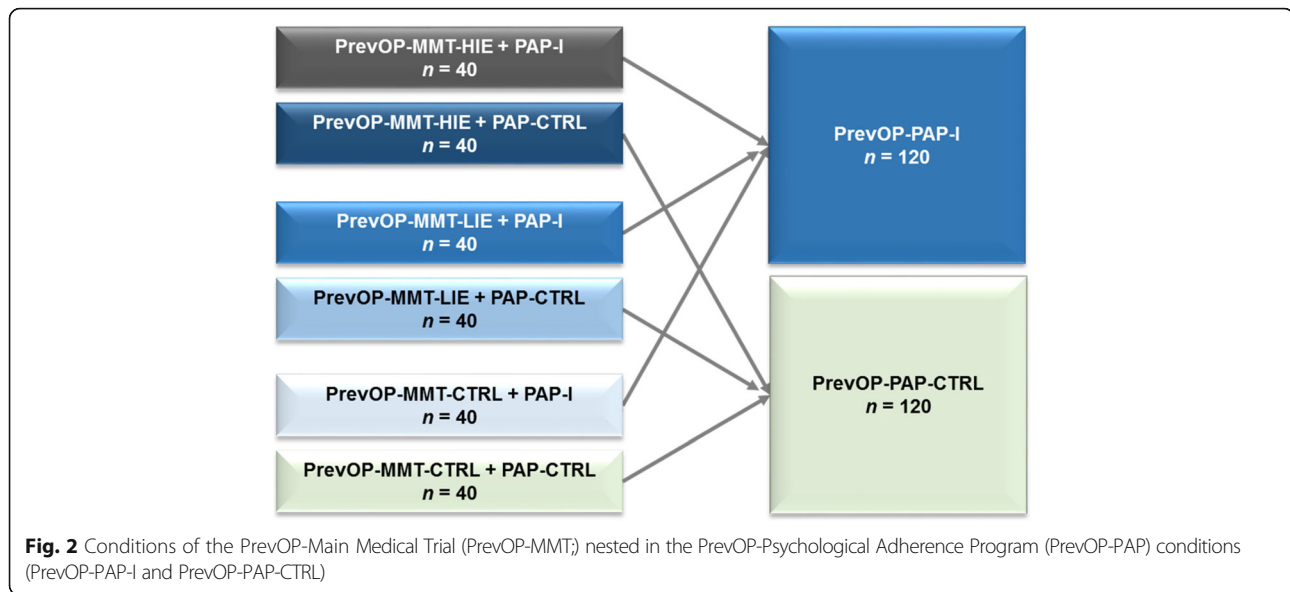 PrevOP-MMT-HIE + PAP-I
n = 40
PrevOP-MMT-HIE + PAP-CTRL
n = 40
PrevOP-MMT-LIE + PAP-I
n = 40
PrevOP-MMT-LIE + PAP-CTRL
n = 40
PrevOP-MMT-CTRL + PAP-I
n = 40
PrevOP-MMT-CTRL + PAP-CTRL
n = 40
PrevOP-PAP-I
n = 120
PrevOP-PAP-CTRL
n = 120
Fig. 2 Conditions of the PrevOP-Main Medical Trial (PrevOP-MMT;) nested in the PrevOP-Psychological Adherence Program (PrevOP-PAP) conditions
(PrevOP-PAP-I and PrevOP-PAP-CTRL)